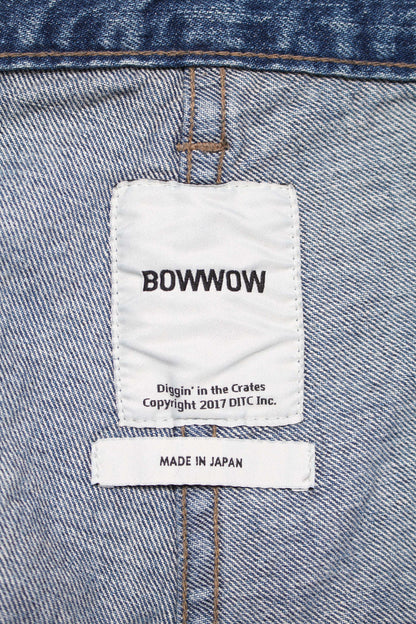 BOWWOW
Diggin' in the Crates
Copyright 2017 DITC Inc.
MADE IN JAPAN